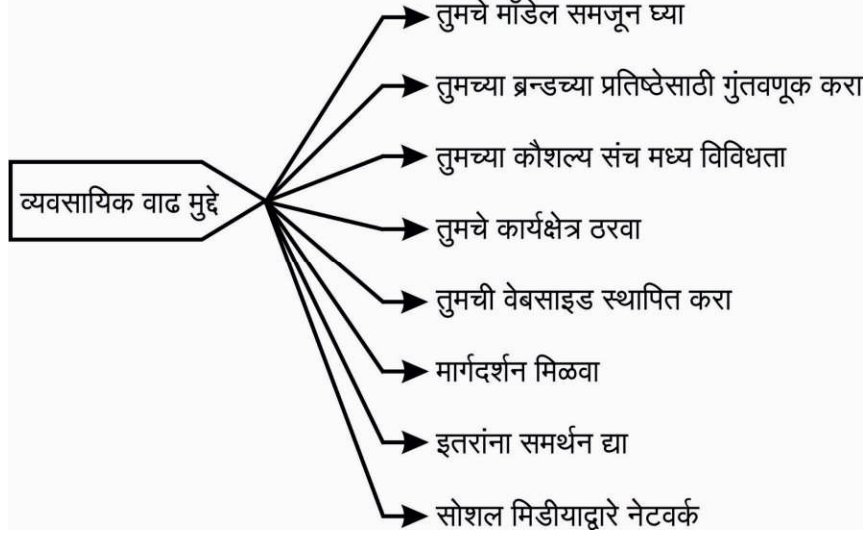 तुमचे मॉडेल समजून घ्या
तुमच्या ब्रन्डच्या प्रतिष्ठेसाठी गुंतवणूक करा
तुमच्या कौशल्य संच मध्य विविधता
व्यवसायिक वाढ मुद्दे
तुमचे कार्यक्षेत्र ठरवा
तुमची वेबसाइड स्थापित करा
मार्गदर्शन मिळवा
इतरांना समर्थन द्या
सोशल मिडीयाद्वारे नेटवर्क